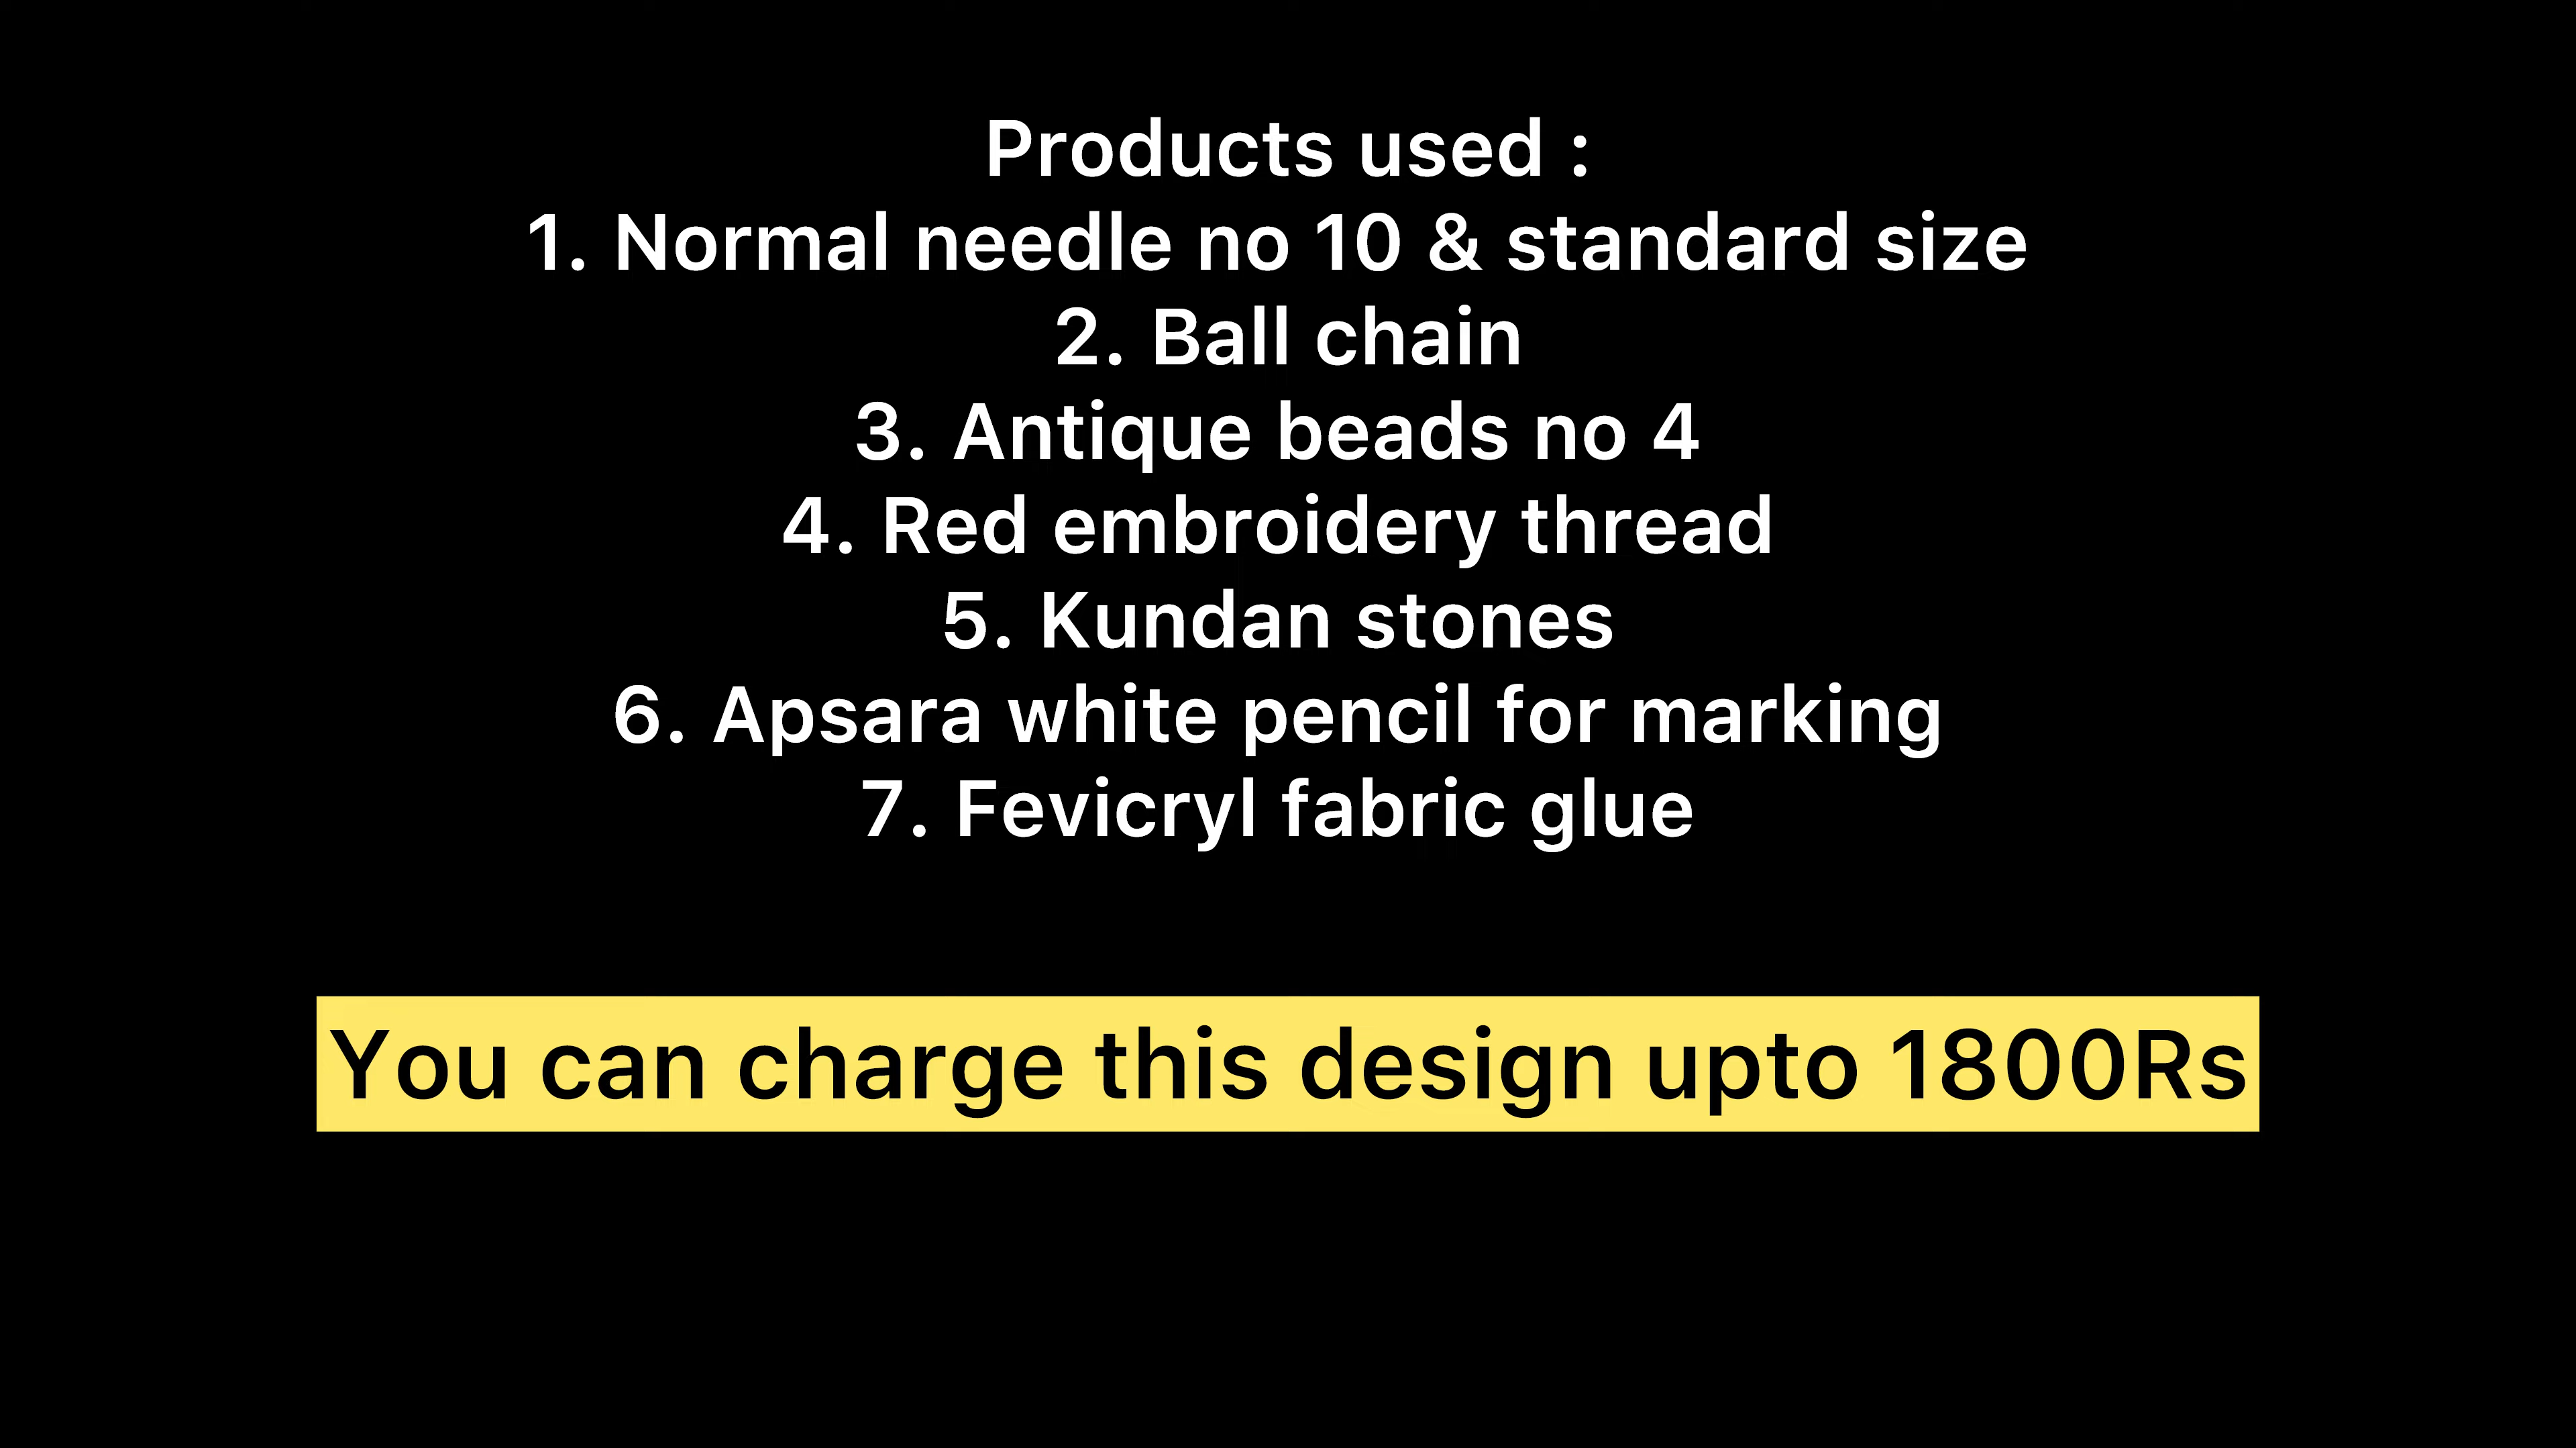 Products used :
1. Normal needle no 10 & standard size
2. Ball chain
3. Antique beads no 4
4. Red embroidery thread
5. Kundan stones
6. Apsara white pencil for marking
7. Fevicryl fabric glue
You can charge this design upto 1800Rs